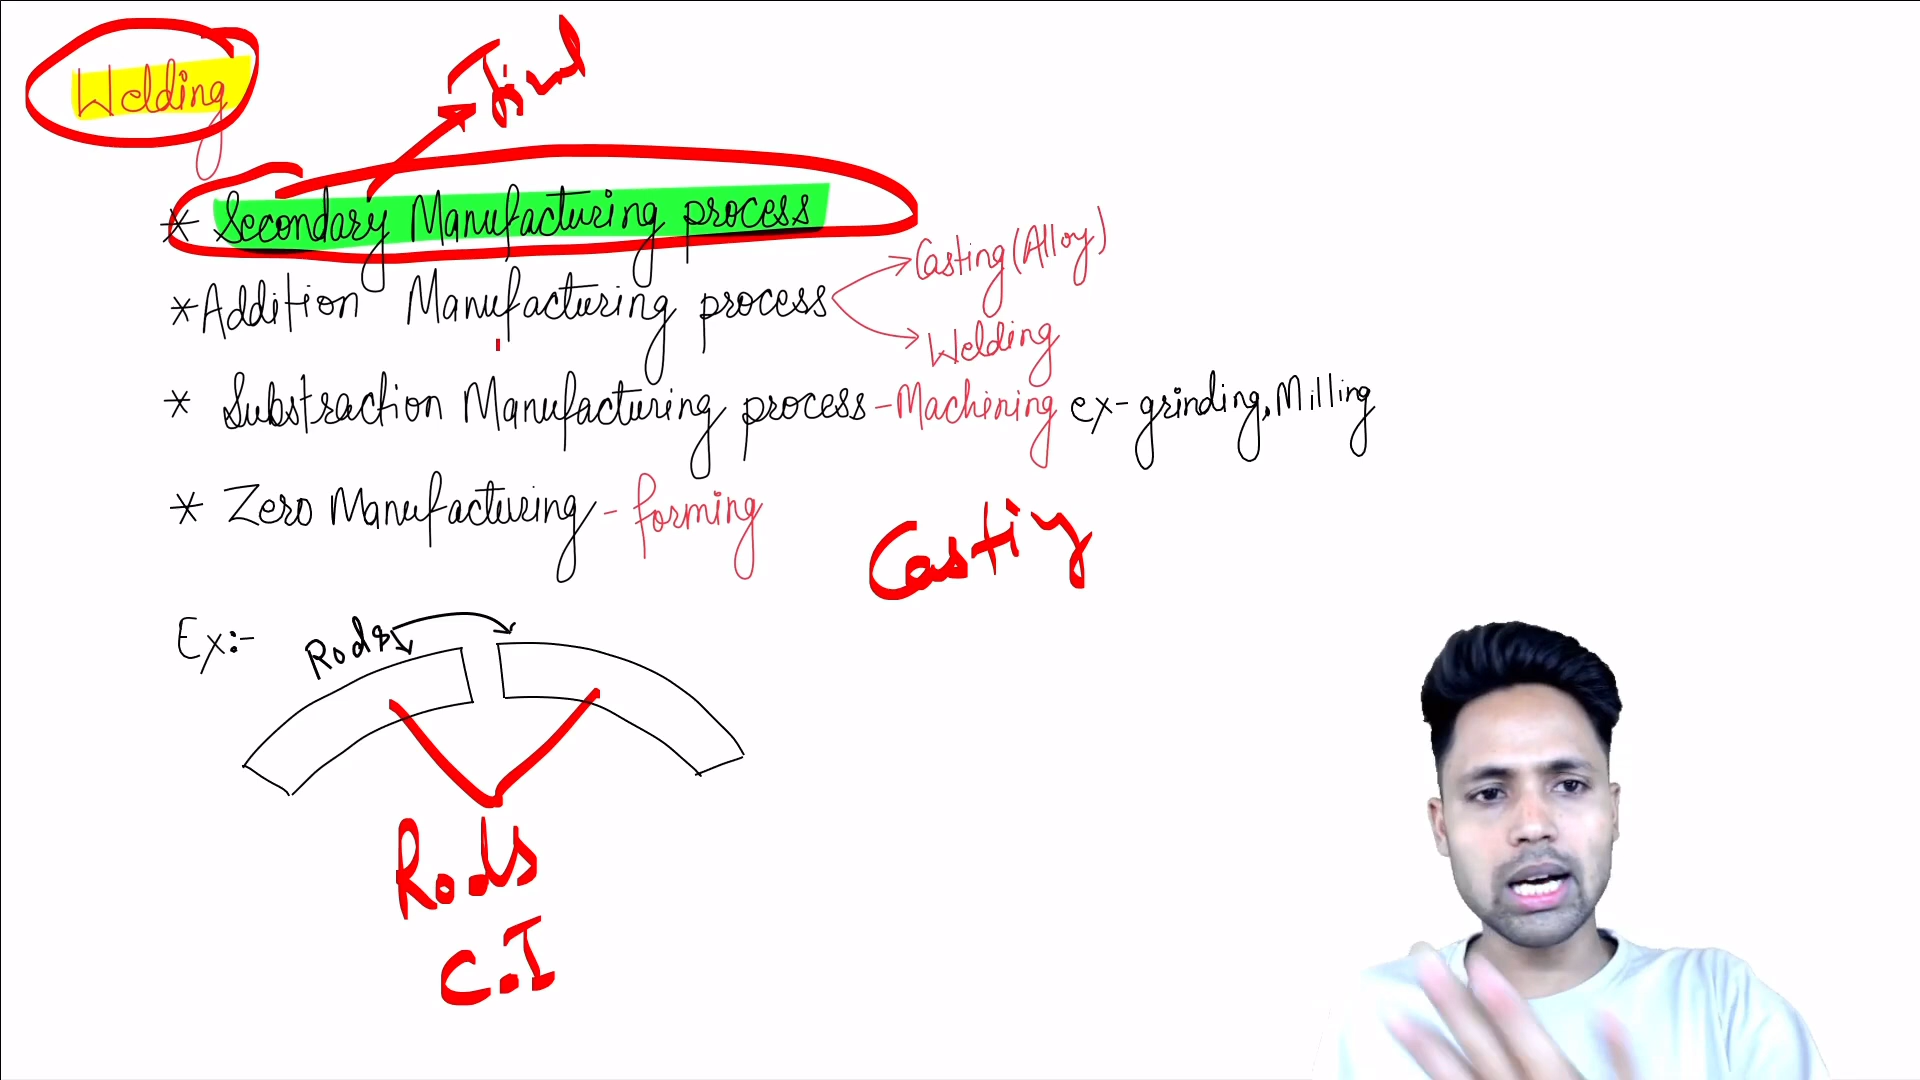 Welding
Final
* Secondary Manufacturing process
* Addition Manufacturing process
Casting (Alloy)
Welding
* Substraction Manufacturing process - Machining ex- grinding, Milling
* Zero Manufacturing - forming
Casting
Ex:-
Rods
Rods
C.I